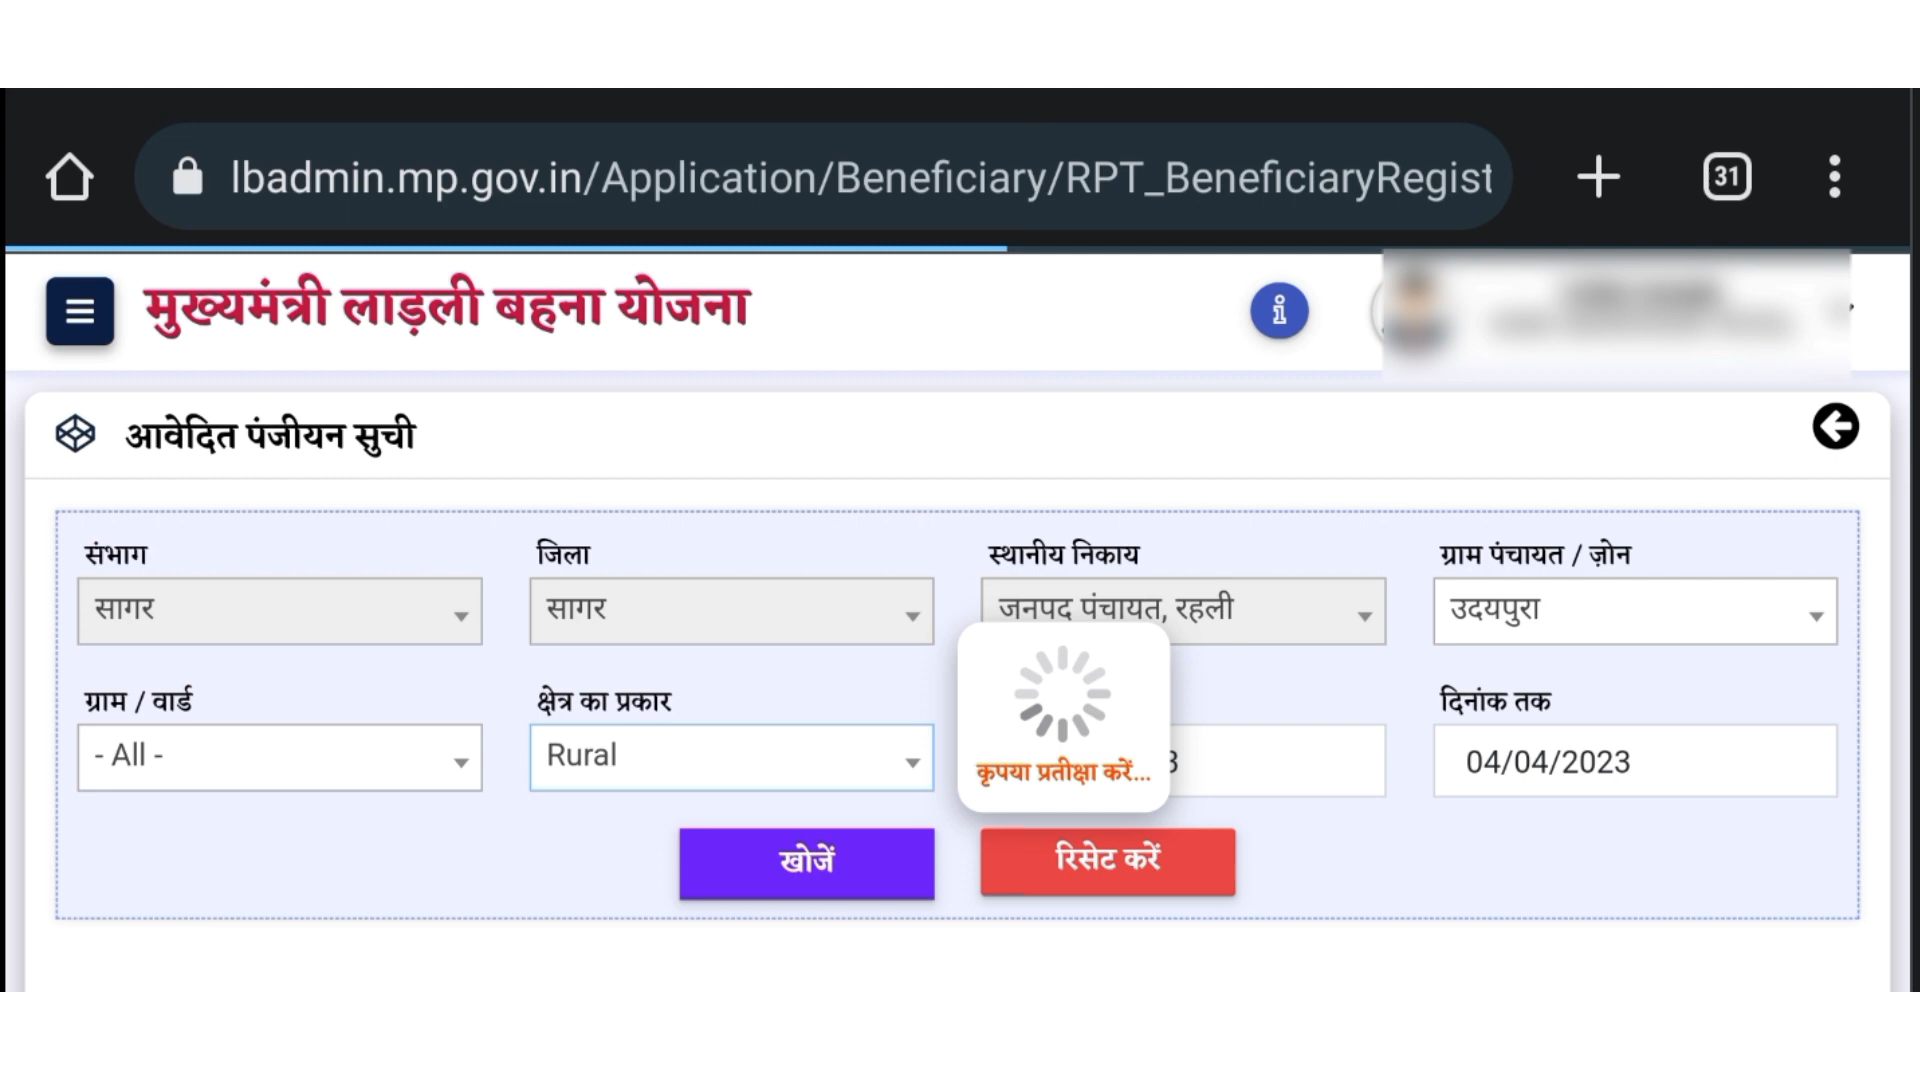 lbadmin.mp.gov.in/Application/Beneficiary/RPT_BeneficiaryRegist
31
मुख्यमंत्री लाड़ली बहना योजना
i
आवेदित पंजीयन सुची
संभाग
जिला
स्थानीय निकाय
ग्राम पंचायत / ज़ोन
सागर
सागर
जनपद पंचायत, रहली
उदयपुरा
ग्राम / वार्ड
क्षेत्र का प्रकार
दिनांक तक
- All -
Rural
कृपया प्रतीक्षा करें...
3
04/04/2023
खोजें
रिसेट करें